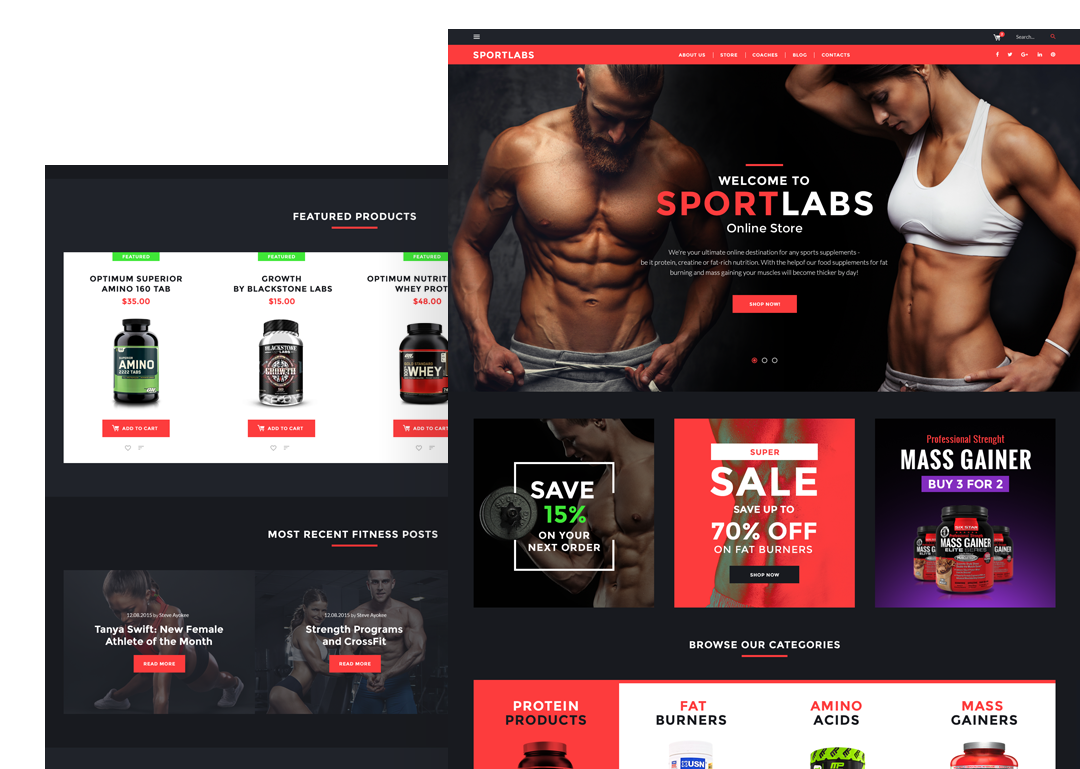 Search...
SPORTLABS
ABOUT US
STORE
COACHES
BLOG
CONTACTS
WELCOME TO
SPORTLABS
Online Store
We're your ultimate online destination for any sports supplements -
be it protein, creatine or fat-rich nutrition. With the helpof our food supplements for fat
burning and mass gaining your muscles will become thicker by day!
SHOP NOW!
SAVE
15%
ON YOUR
NEXT ORDER
SUPER
SALE
SAVE UP TO
70% OFF
ON FAT BURNERS
SHOP NOW
Professional Strenght
MASS GAINER
BUY 3 FOR 2
MASS GAINER
ELITE SERIES
BROWSE OUR CATEGORIES
PROTEIN
PRODUCTS
FAT
BURNERS
USN
AMINO
ACIDS
MP
MASS
GAINERS
FEATURED PRODUCTS
FEATURED
OPTIMUM SUPERIOR
AMINO 160 TAB
$35.00
AMINO
2222 TABS
ADD TO CART
FEATURED
GROWTH
BY BLACKSTONE LABS
$15.00
BLACKSTONE
LABS
GROWTH
ADD TO CART
FEATURED
OPTIMUM NUTRIT
WHEY PROT
$48.00
WHEY
ADD TO CART
MOST RECENT FITNESS POSTS
12.08.2015 by Steve Ayokee
Tanya Swift: New Female
Athlete of the Month
READ MORE
12.08.2015 by Steve Ayokee
Strength Programs
and CrossFit
READ MORE